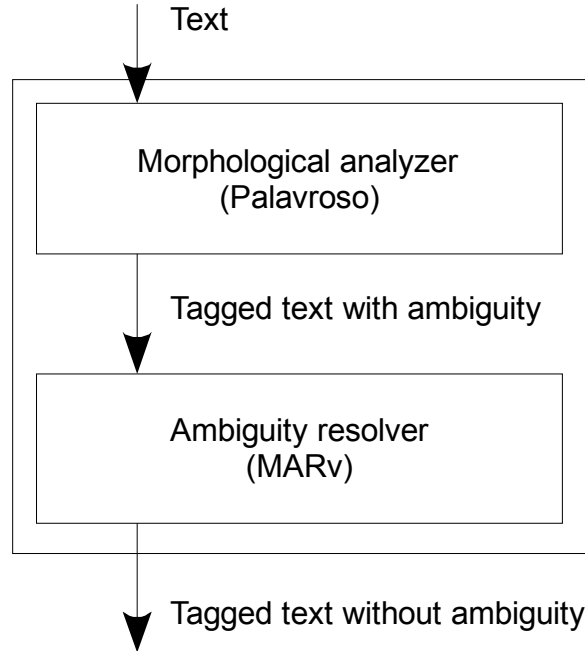 Text
Morphological analyzer
(Palavroso)
Tagged text with ambiguity
Ambiguity resolver
(MARv)
Tagged text without ambiguity